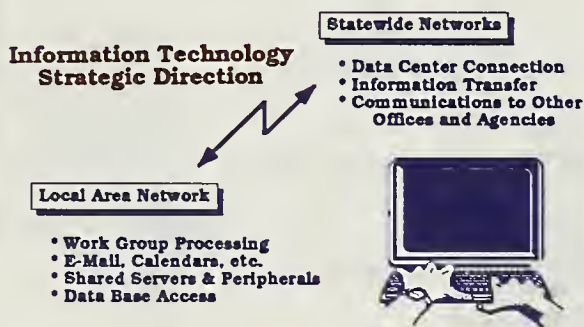 Information Technology
Strategic Direction
Statewide Networks
* Data Center Connection
* Information Transfer
* Communications to Other
Offices and Agencies
Local Area Network
* Work Group Processing
* E-Mail, Calendars, etc.
* Shared Servers & Peripherals
* Data Base Access